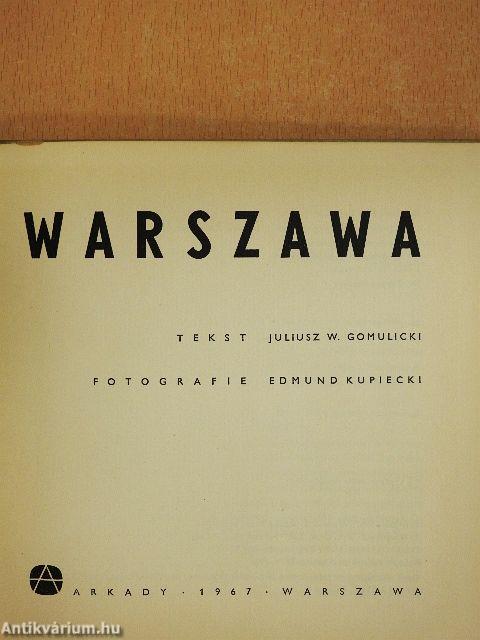 WARSZAWA
TEKST JULIUSZ W. GOMULICKI
FOTOGRAFIE EDMUND KUPIECKI
A ARKADY · 1967 · WARSZAWA
Antikvárium.hu